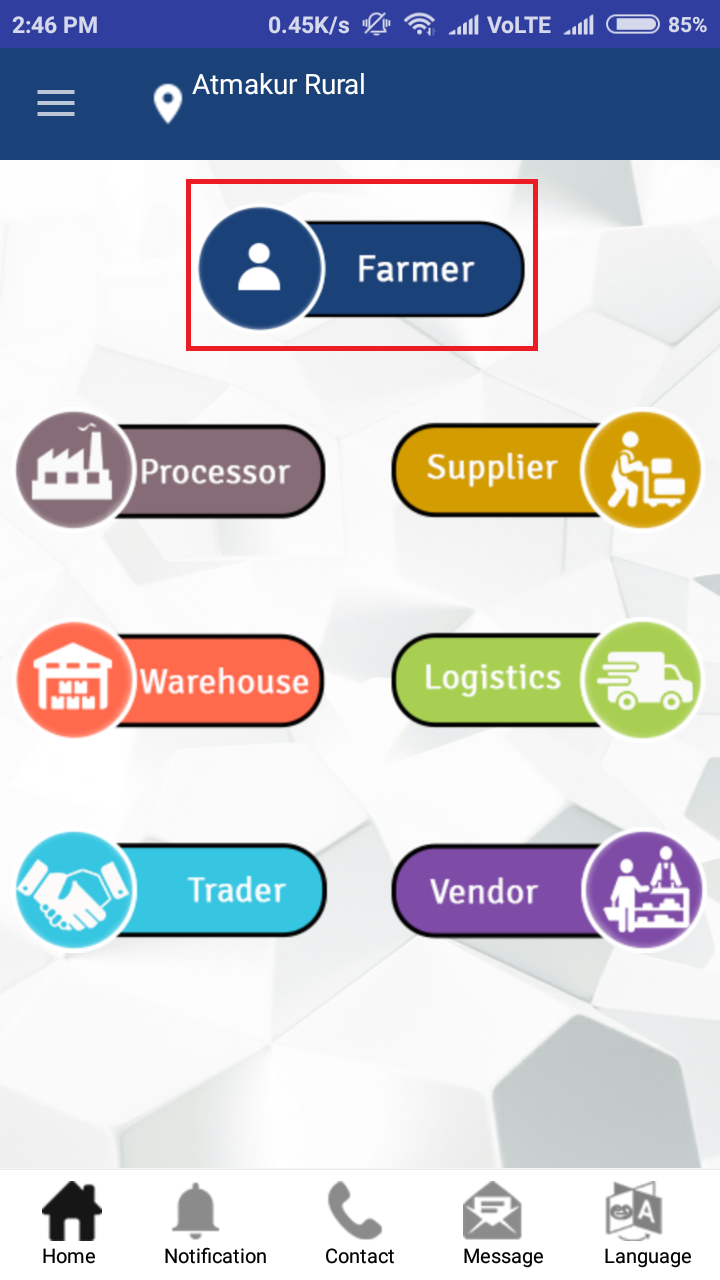 2:46 PM 0.45K/s VoLTE 85%
Atmakur Rural
Farmer
Processor Supplier
Warehouse Logistics
Trader Vendor
Home Notification Contact Message Language